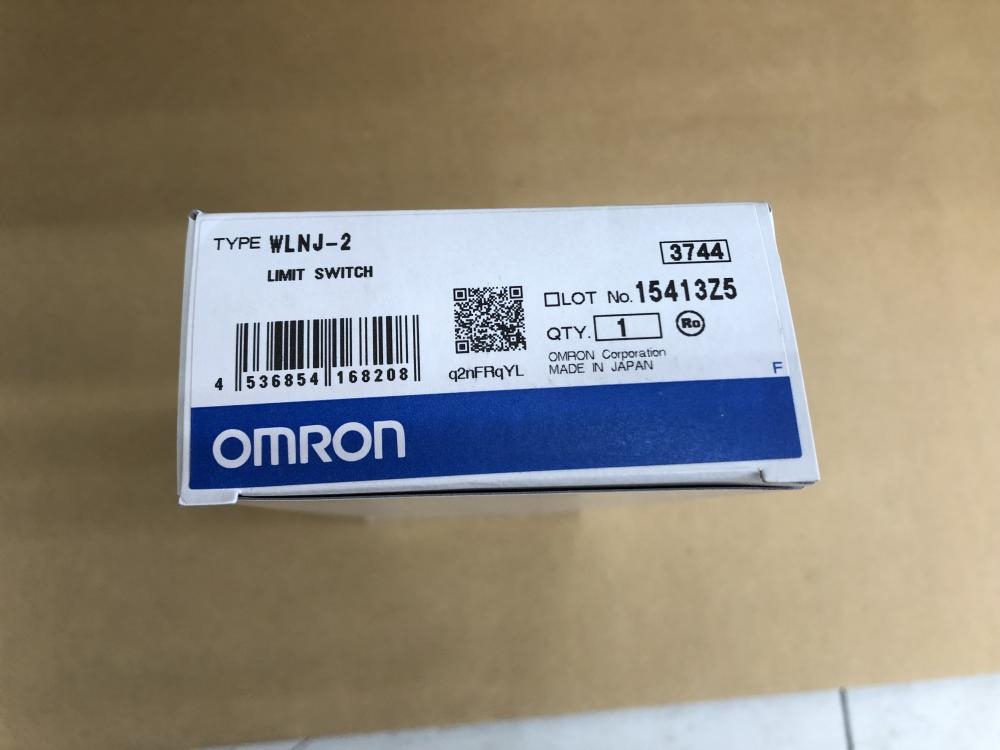 TYPE WLNJ-2
LIMIT SWITCH
3744
LOT No. 15413Z5
QTY. 1 Ro
OMRON Corporation
MADE IN JAPAN
4 536854 168208
q2nFRqYL
F
OMRON